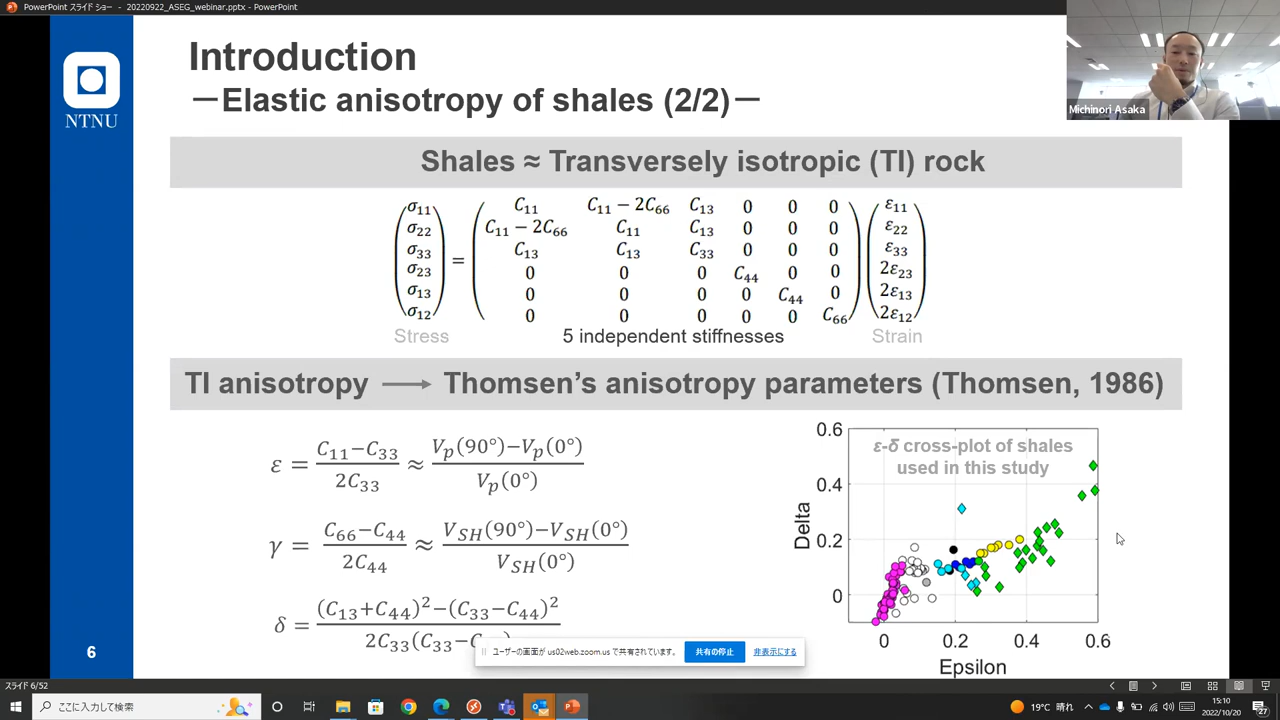 PowerPoint スライド ショー - 20220922_ASEG_webinar.pptx - PowerPoint
Introduction
ーElastic anisotropy of shales (2/2)ー
NTNU
Michinori Asaka
Shales ≈ Transversely isotropic (TI) rock
σ11 C11 C11 − 2C66 C13 0 0 0 ε11
σ22 C11 − 2C66 C11 C13 0 0 0 ε22
σ33 C13 C13 C33 0 0 0 ε33
σ23 = 0 0 0 C44 0 0 2ε23
σ13 0 0 0 0 C44 0 2ε13
σ12 0 0 0 0 0 C66 2ε12
Stress 5 independent stiffnesses Strain
TI anisotropy → Thomsen's anisotropy parameters (Thomsen, 1986)
ε = (C11−C33)/(2C33) ≈ (Vp(90°)−Vp(0°))/(Vp(0°))
γ = (C66−C44)/(2C44) ≈ (VSH(90°)−VSH(0°))/(VSH(0°))
δ = ((C13+C44)²−(C33−C44)²)/(2C33(C33−C
ε-δ cross-plot of shales
used in this study
0.6
0.4
0.2
0
Delta
0 0.2 0.4 0.6
Epsilon
6
ユーザーの画面が us02web.zoom.us で共有されています。 共有の停止 非表示にする
スライド 6/52
ここに入力して検索
19°C 晴れ
15:10
2022/10/20
27